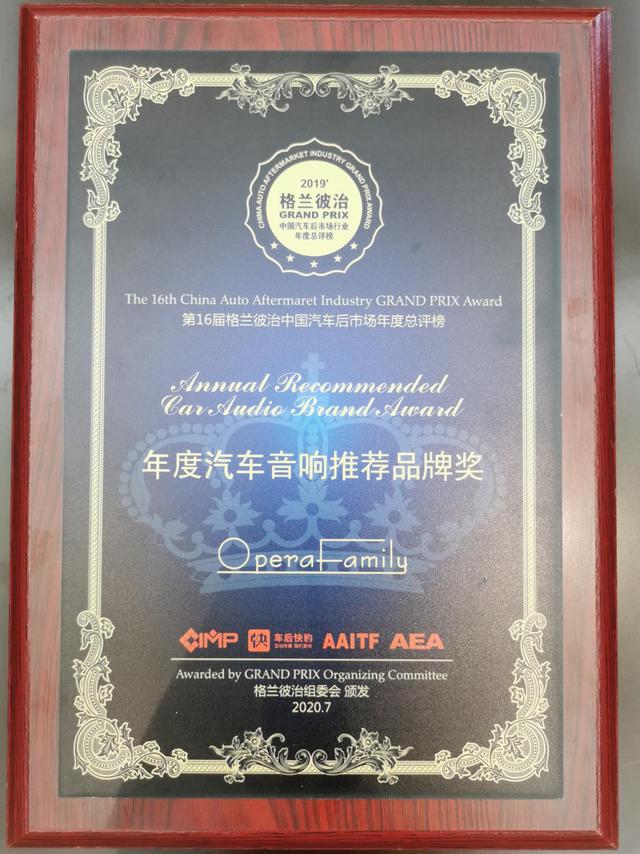 CHINA AUTO AFTERMARKET INDUSTRY GRAND PRIX AWARD
2019'
格兰彼治
GRAND PRIX
中国汽车后市场行业
年度总评榜
The 16th China Auto Aftermaret Industry GRAND PRIX Award
第16届格兰彼治中国汽车后市场年度总评榜
Annual Recommended
Car Audio Brand Award
年度汽车音响推荐品牌奖
OperaFamily
CIMP 快 车后快豹 AAITF AEA
Awarded by GRAND PRIX Organizing Committee
格兰彼治组委会 颁发
2020.7